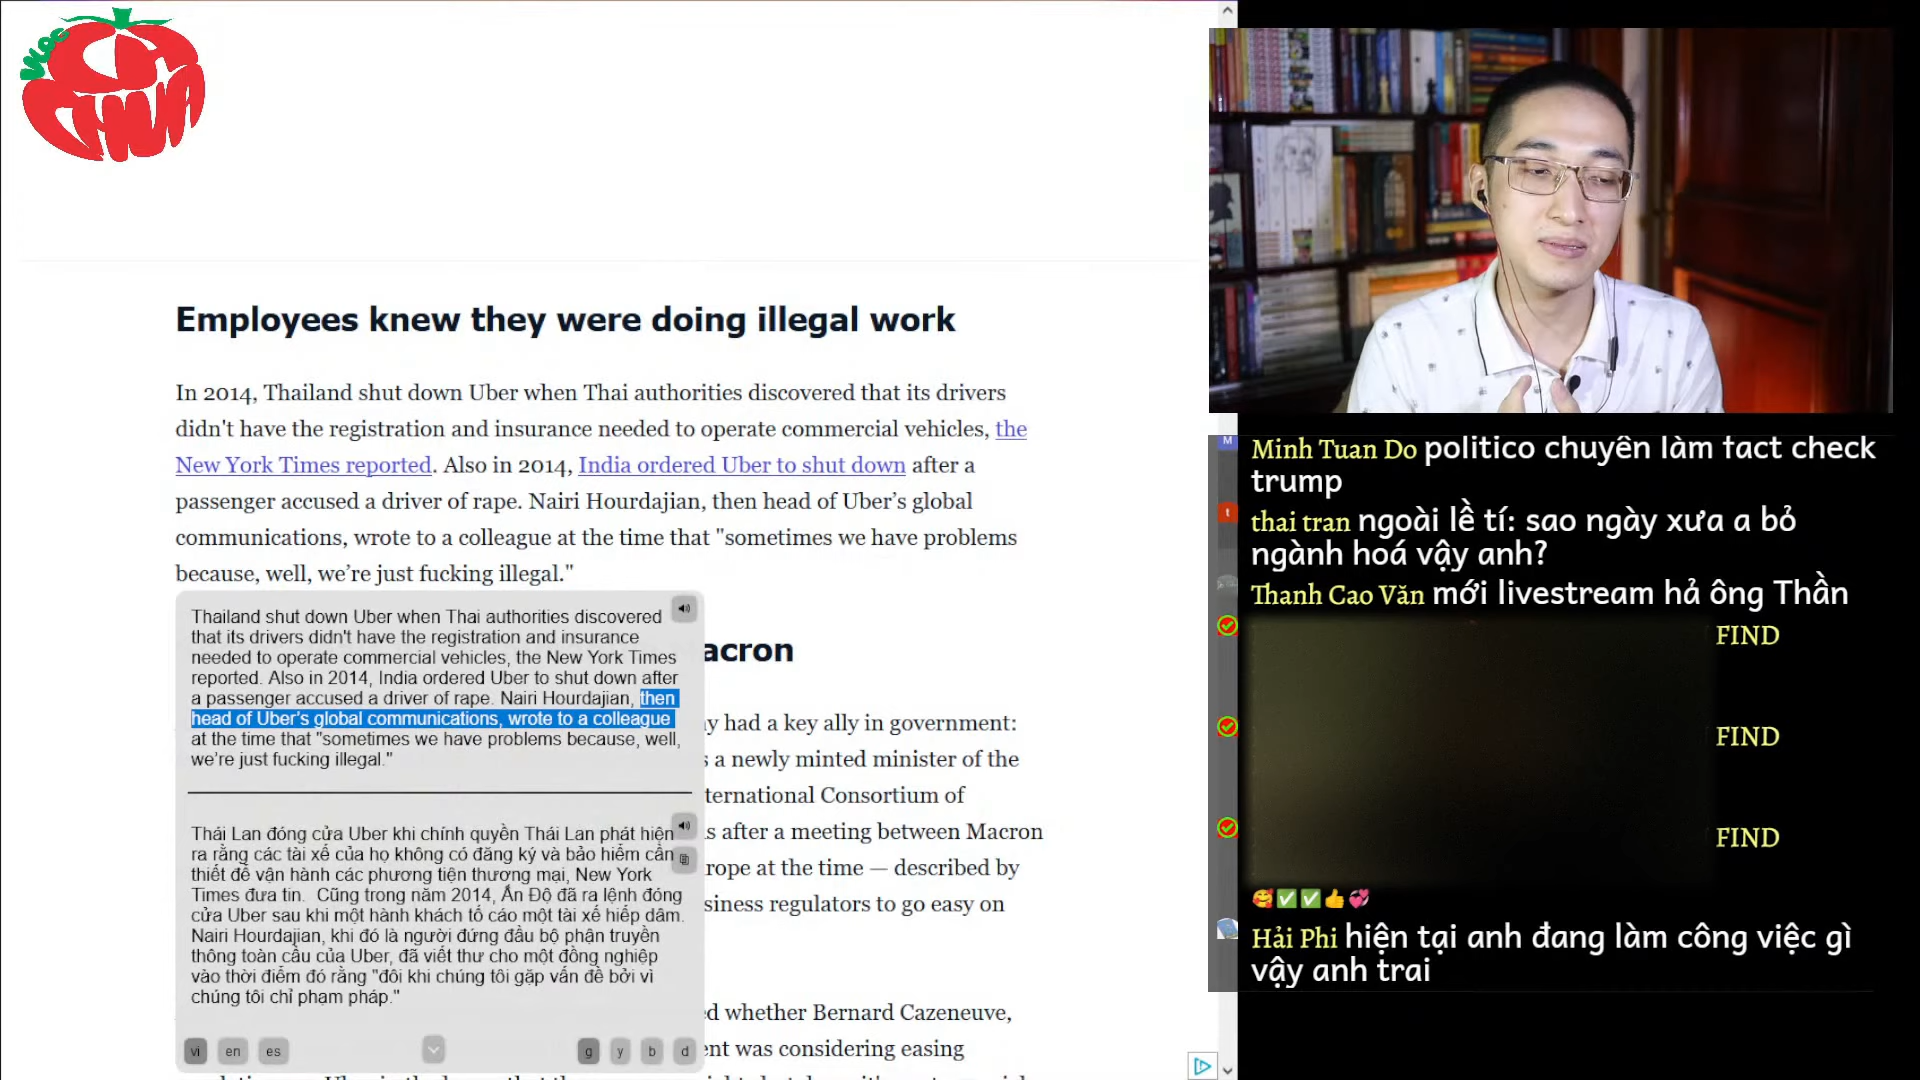 VLOG
CÀ
CHUA
Employees knew they were doing illegal work
In 2014, Thailand shut down Uber when Thai authorities discovered that its drivers
didn't have the registration and insurance needed to operate commercial vehicles, the
New York Times reported. Also in 2014, India ordered Uber to shut down after a
passenger accused a driver of rape. Nairi Hourdajian, then head of Uber’s global
communications, wrote to a colleague at the time that "sometimes we have problems
because, well, we’re just fucking illegal."
Thailand shut down Uber when Thai authorities discovered
that its drivers didn't have the registration and insurance
needed to operate commercial vehicles, the New York Times
reported. Also in 2014, India ordered Uber to shut down after
a passenger accused a driver of rape. Nairi Hourdajian, then
head of Uber’s global communications, wrote to a colleague
at the time that "sometimes we have problems because, well,
we’re just fucking illegal."
Thái Lan đóng cửa Uber khi chính quyền Thái Lan phát hiện
ra rằng các tài xế của họ không có đăng ký và bảo hiểm cần
thiết để vận hành các phương tiện thương mại, New York
Times đưa tin.  Cũng trong năm 2014, Ấn Độ đã ra lệnh đóng
cửa Uber sau khi một hành khách tố cáo một tài xế hiếp dâm.
Nairi Hourdajian, khi đó là người đứng đầu bộ phận truyền
thông toàn cầu của Uber, đã viết thư cho một đồng nghiệp
vào thời điểm đó rằng "đôi khi chúng tôi gặp vấn đề bởi vì
chúng tôi chỉ phạm pháp."
vi en es g y b d
acron
had a key ally in government:
a newly minted minister of the
ternational Consortium of
after a meeting between Macron
rope at the time — described by
siness regulators to go easy on
ed whether Bernard Cazeneuve,
ent was considering easing
M
Minh Tuan Do politico chuyên làm fact check
trump
t
thai tran ngoài lề tí: sao ngày xưa a bỏ
ngành hoá vậy anh?
Thanh Cao Văn mới livestream hả ông Thần
FIND
FIND
FIND
Hải Phi hiện tại anh đang làm công việc gì
vậy anh trai